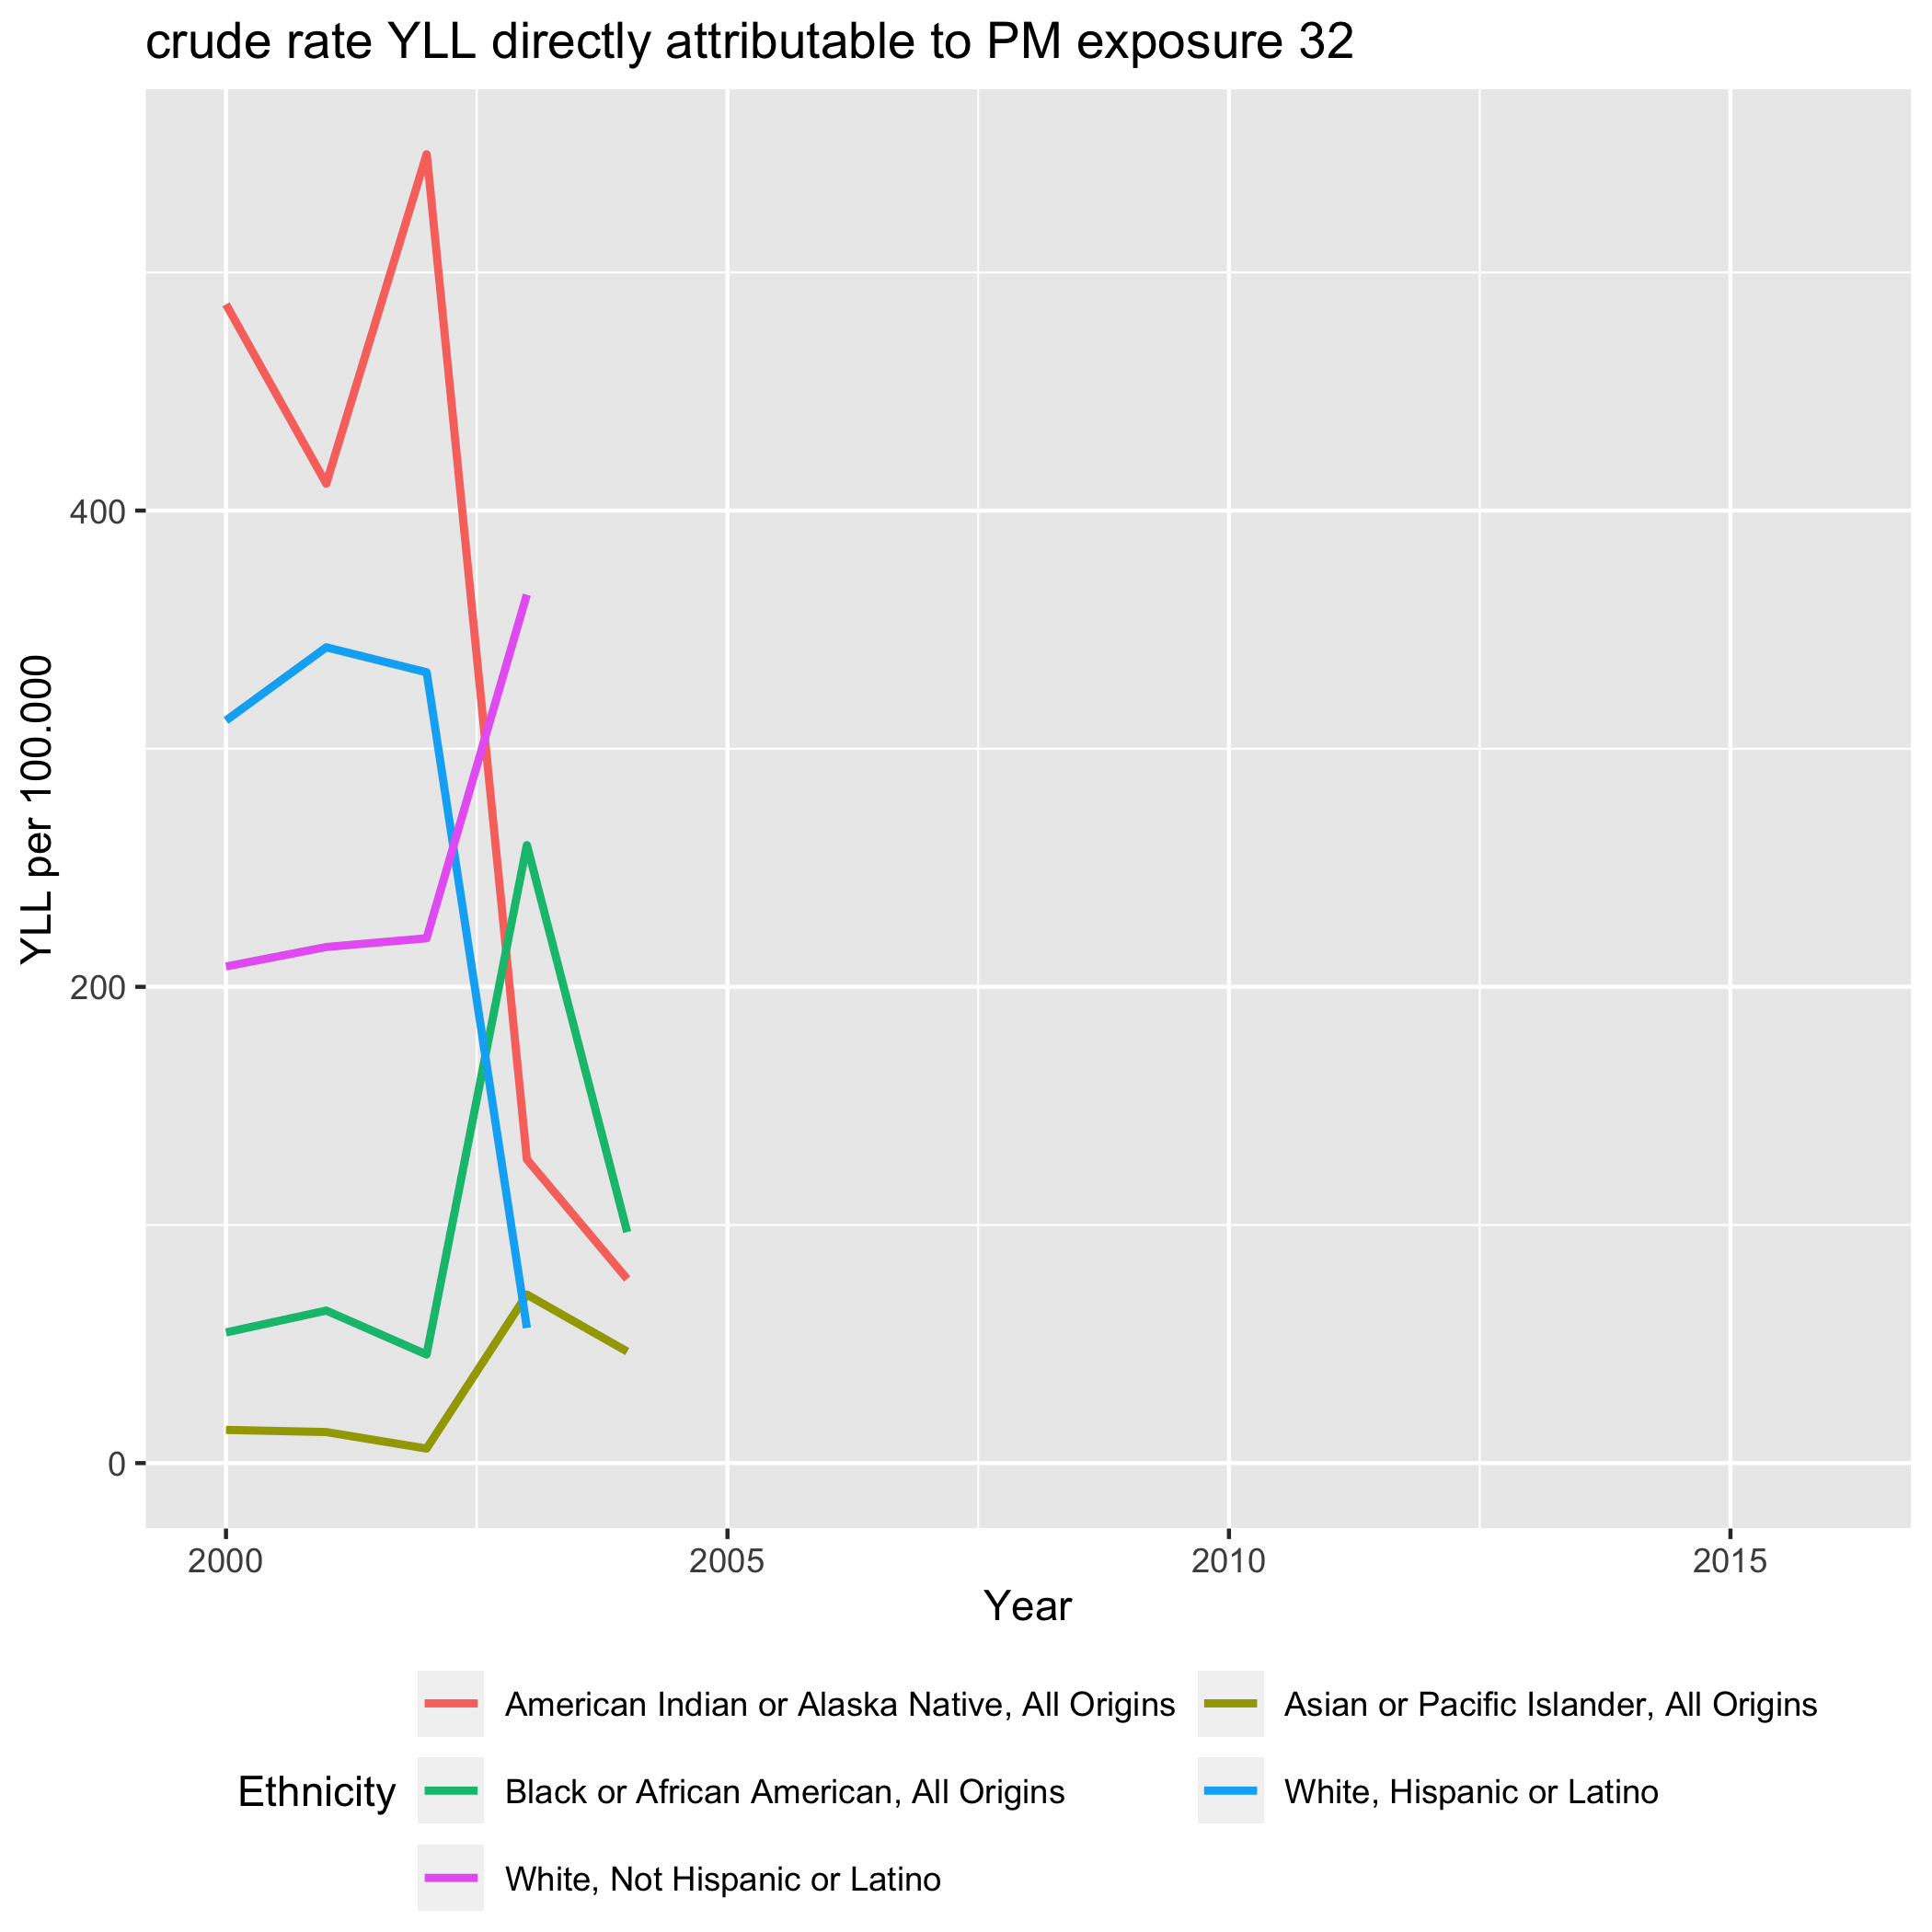 crude rate YLL directly attributable to PM exposure 32
YLL per 100.000
400
200
0
2000 2005 2010 2015
Year
Ethnicity
American Indian or Alaska Native, All Origins
Asian or Pacific Islander, All Origins
Black or African American, All Origins
White, Hispanic or Latino
White, Not Hispanic or Latino